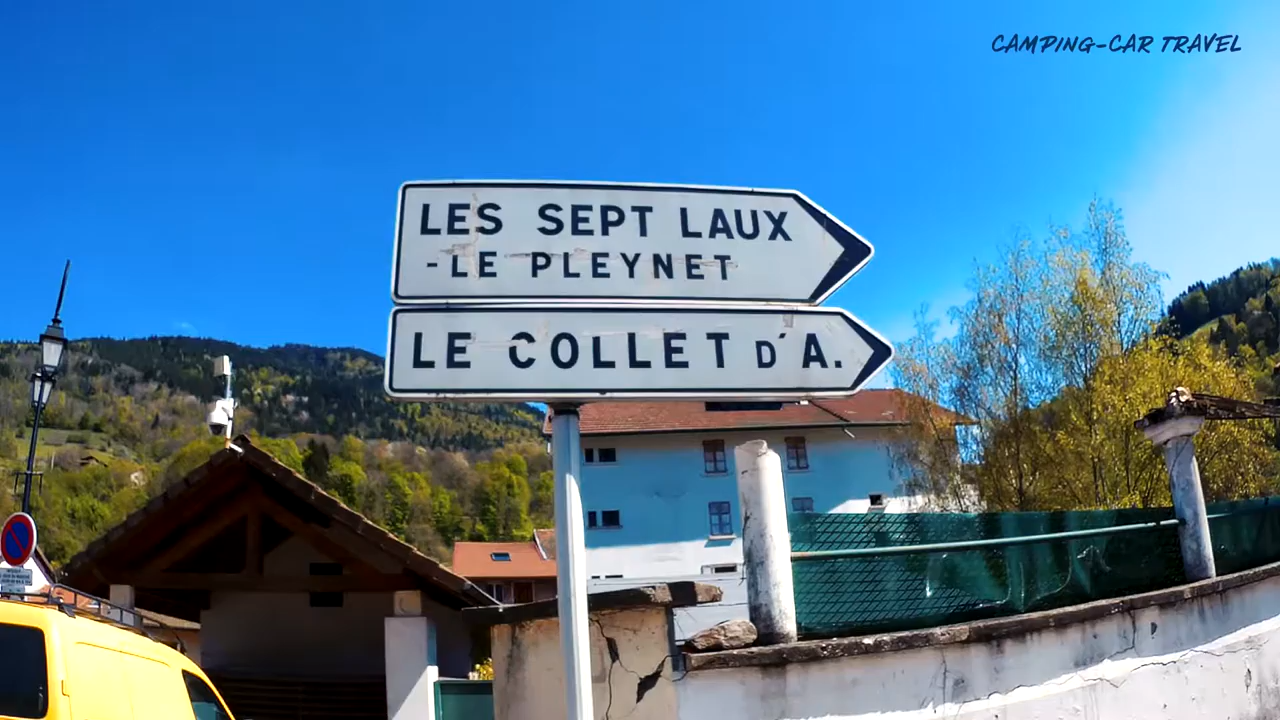 CAMPING-CAR TRAVEL
LES SEPT LAUX
- LE PLEYNET
LE COLLET D'A.